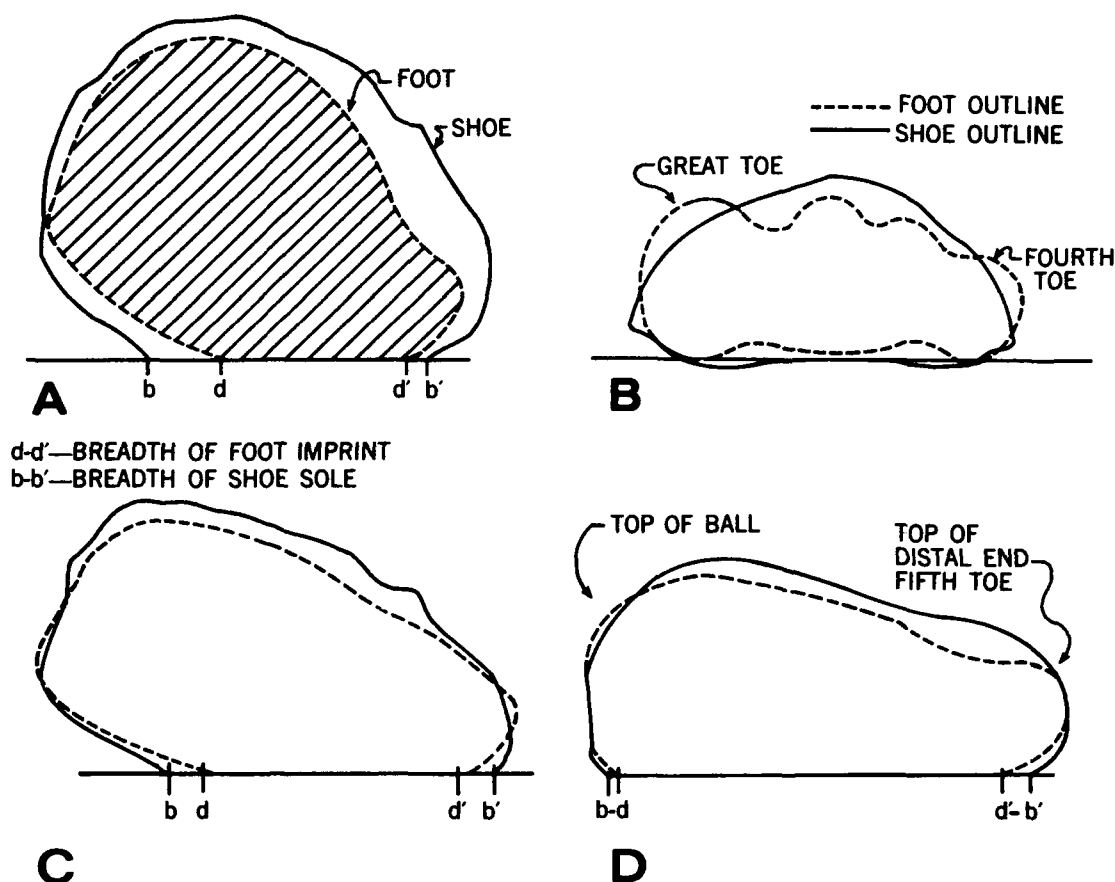 FOOT
SHOE
b d d' b'
A
FOOT OUTLINE
SHOE OUTLINE
GREAT TOE
FOURTH
TOE
B
d-d'—BREADTH OF FOOT IMPRINT
b-b'—BREADTH OF SHOE SOLE
b d d' b'
C
TOP OF BALL
TOP OF
DISTAL END
FIFTH TOE
b-d d'- b'
D